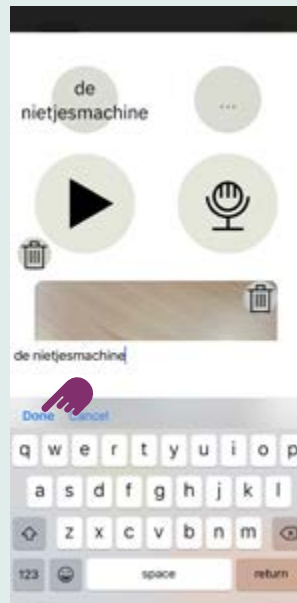 de
nietjesmachine
...
de nietjesmachine
Done Cancel
q w e r t y u i o p
a s d f g h j k l
z x c v b n m
123 space return